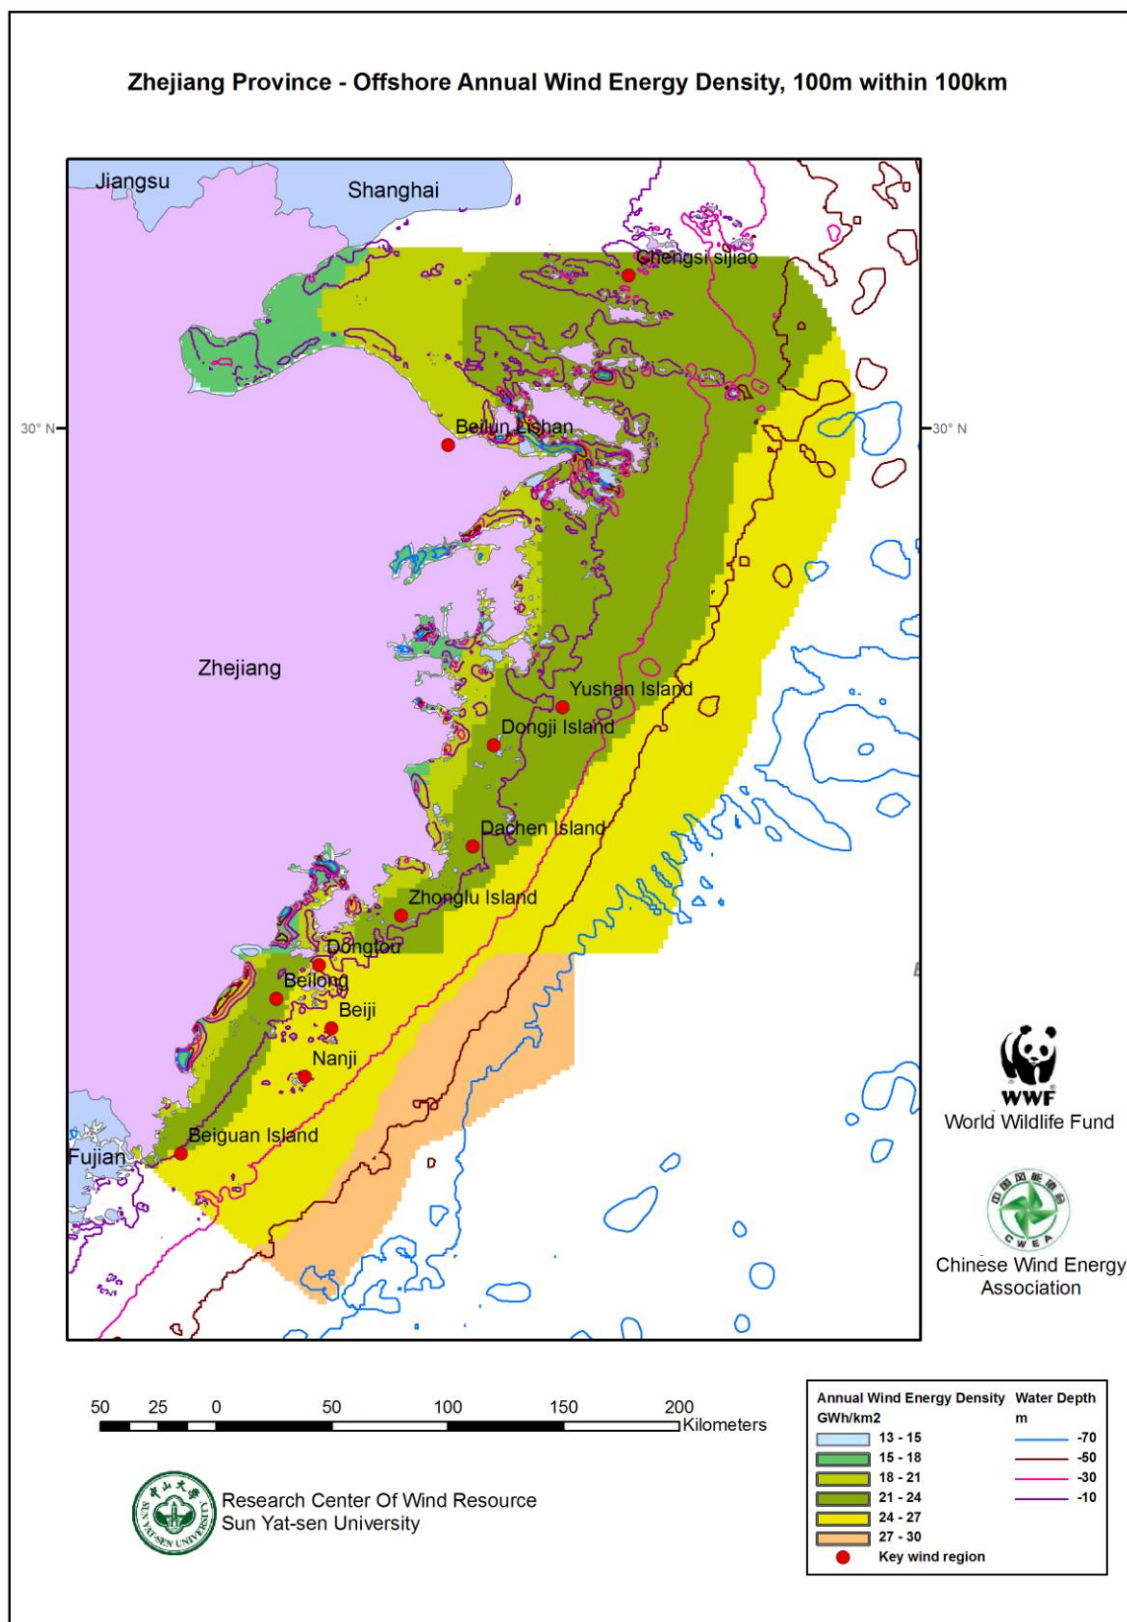 Zhejiang Province - Offshore Annual Wind Energy Density, 100m within 100km
Jiangsu
Shanghai
Chengsi sijiao
30° N
Beilun Lishan
30° N
Zhejiang
Yushan Island
Dongji Island
Dachen Island
Zhonglu Island
Dongtou
Beilong
Beiji
Nanji
Beiguan Island
Fujian
WWF
World Wildlife Fund
CWEA
Chinese Wind Energy
Association
50 25 0 50 100 150 200
Kilometers
Annual Wind Energy Density
GWh/km2
13 - 15
15 - 18
18 - 21
21 - 24
24 - 27
27 - 30
Key wind region
Water Depth
m
-70
-50
-30
-10
SUN YAT-SEN UNIVERSITY
Research Center Of Wind Resource
Sun Yat-sen University